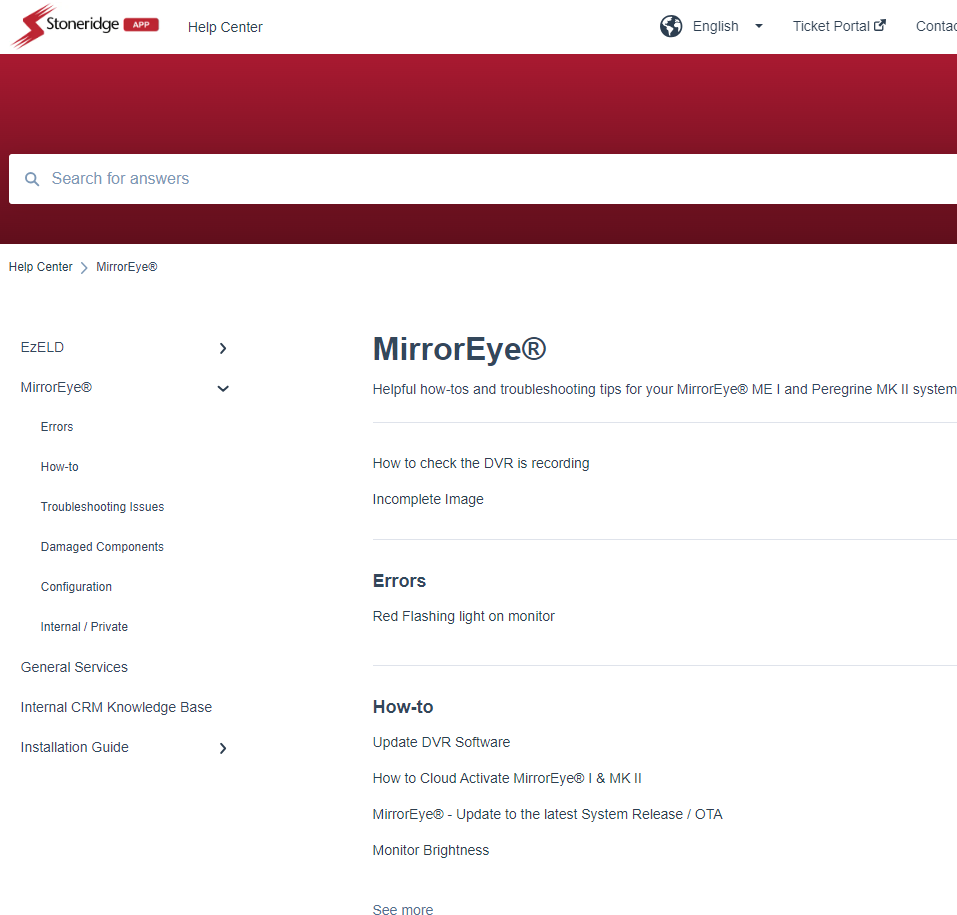 Stoneridge APP
Help Center
English
Ticket Portal
Contac
Search for answers
Help Center
MirrorEye®
EzELD
MirrorEye®
Errors
How-to
Troubleshooting Issues
Damaged Components
Configuration
Internal / Private
General Services
Internal CRM Knowledge Base
Installation Guide
MirrorEye®
Helpful how-tos and troubleshooting tips for your MirrorEye® ME I and Peregrine MK II system
How to check the DVR is recording
Incomplete Image
Errors
Red Flashing light on monitor
How-to
Update DVR Software
How to Cloud Activate MirrorEye® I & MK II
MirrorEye® - Update to the latest System Release / OTA
Monitor Brightness
See more